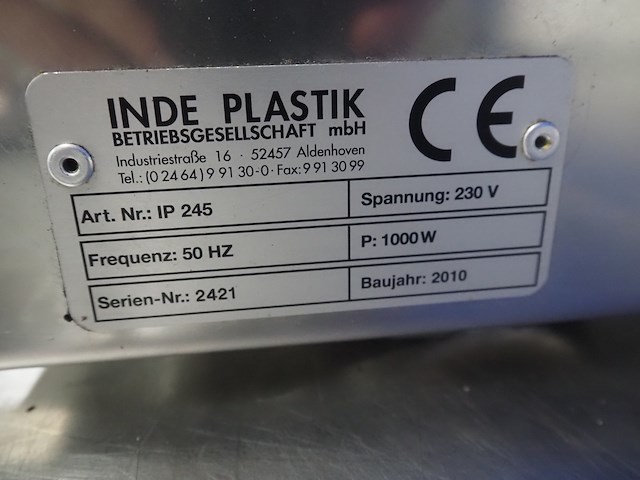 INDE PLASTIK
BETRIEBSGESELLSCHAFT mbH
Industriestraße 16 · 52457 Aldenhoven
Tel.: (0 24 64) 9 91 30-0 · Fax: 9 91 30 99
CE
Art. Nr.: IP 245
Spannung: 230 V
Frequenz: 50 HZ
P: 1000 W
Serien-Nr.: 2421
Baujahr: 2010